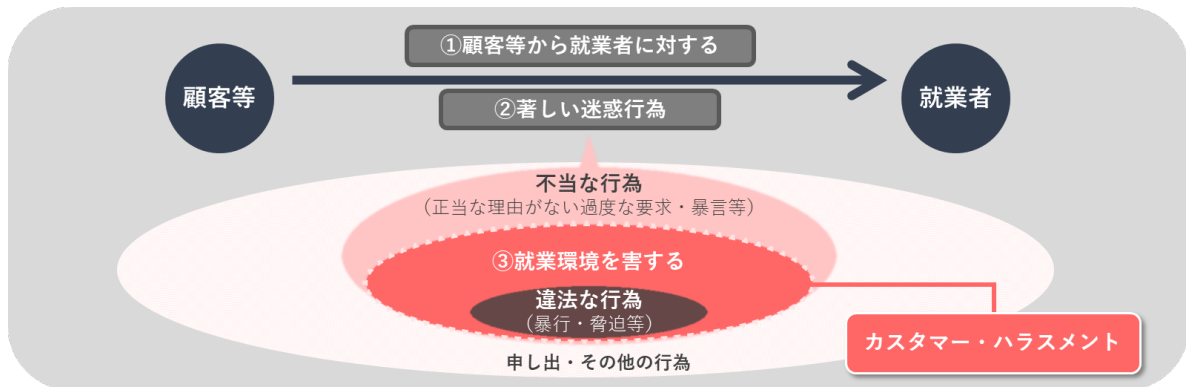 ①顧客等から就業者に対する
顧客等
就業者
②著しい迷惑行為
不当な行為
（正当な理由がない過度な要求・暴言等）
③就業環境を害する
違法な行為
（暴行・脅迫等）
カスタマー・ハラスメント
申し出・その他の行為